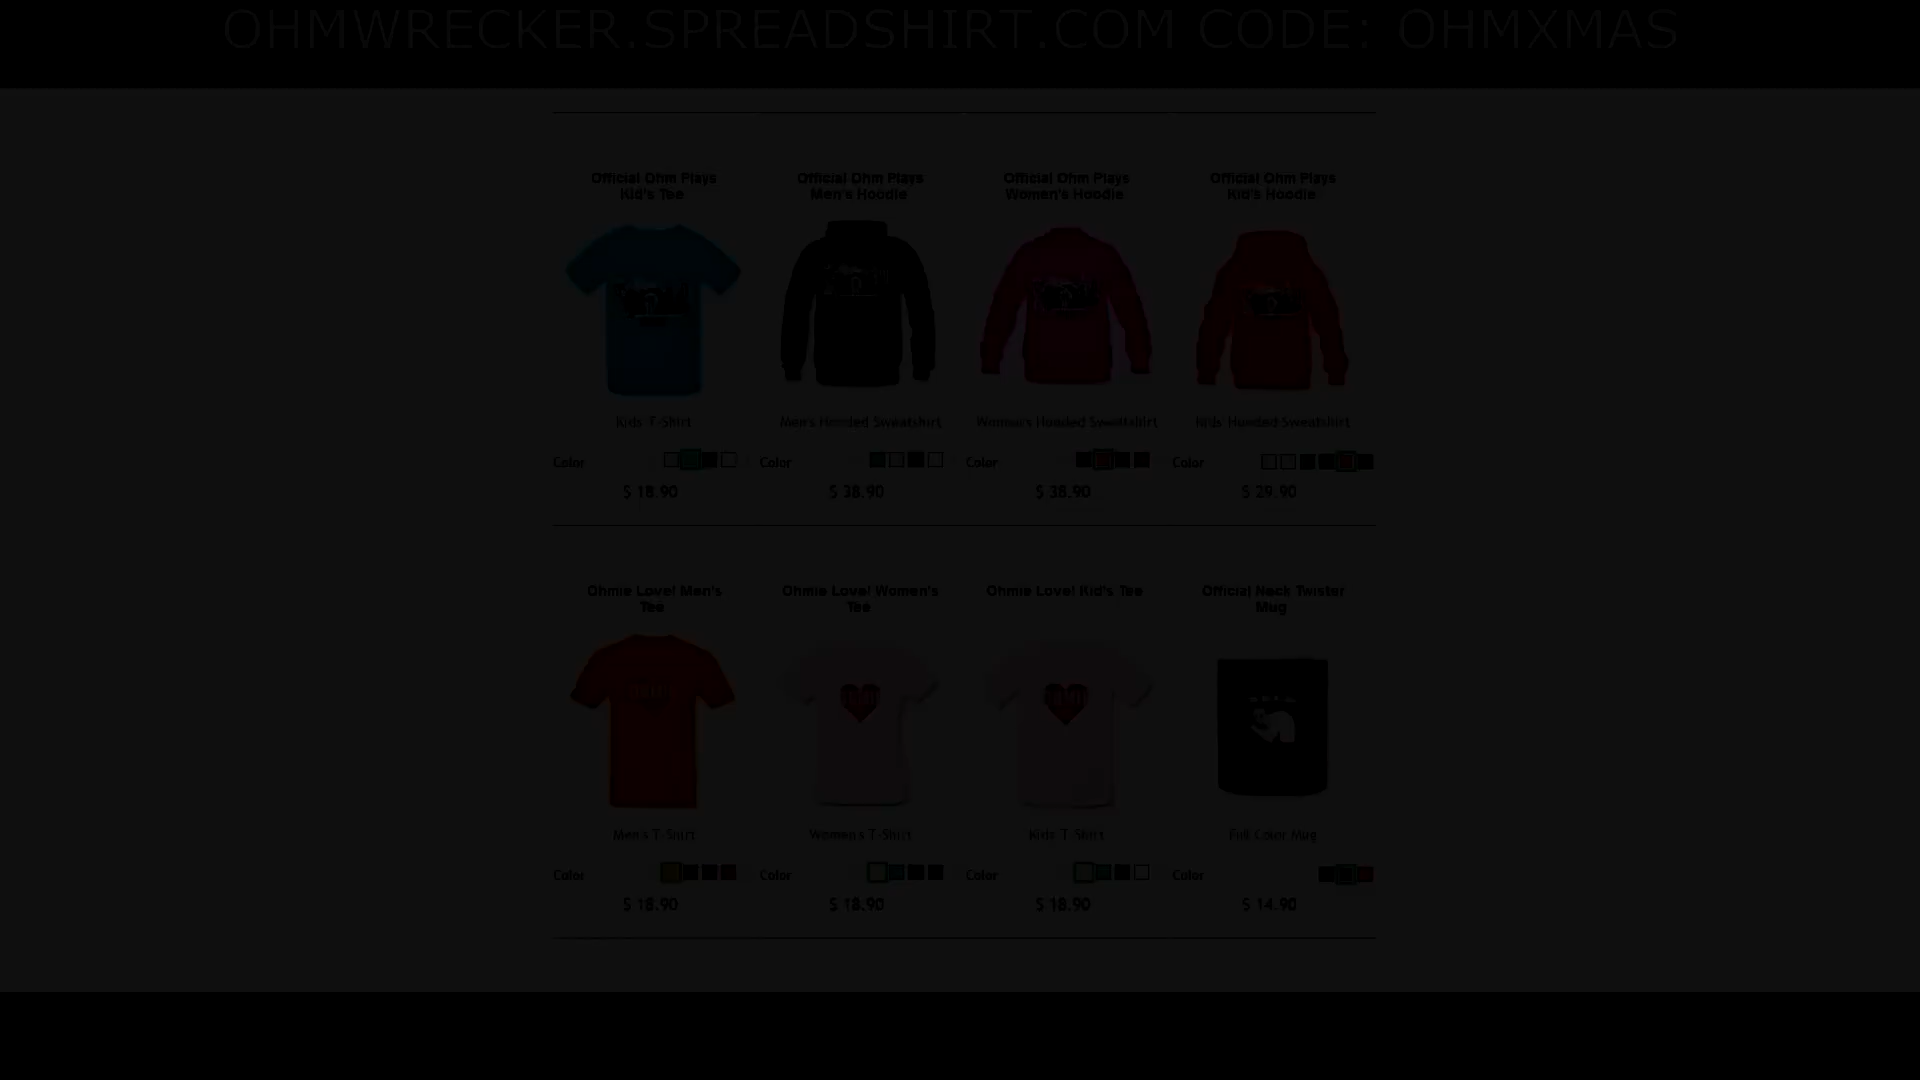 OHMWRECKER.SPREADSHIRT.COM CODE: OHMXMAS
Official Ohm Plays
Kid's Tee
Official Ohm Plays
Men's Hoodie
Official Ohm Plays
Women's Hoodie
Official Ohm Plays
Kid's Hoodie
Kids' T-Shirt
Men's Hooded Sweatshirt
Women's Hooded Sweatshirt
Kids' Hooded Sweatshirt
Color
Color
Color
Color
$ 18.90
$ 38.90
$ 38.90
$ 29.90
Ohmie Love! Men's
Tee
Ohmie Love! Women's
Tee
Ohmie Love! Kid's Tee
Official Neck Twister
Mug
Men's T-Shirt
Women's T-Shirt
Kids' T-Shirt
Full Color Mug
Color
Color
Color
Color
$ 18.90
$ 18.90
$ 18.90
$ 14.90